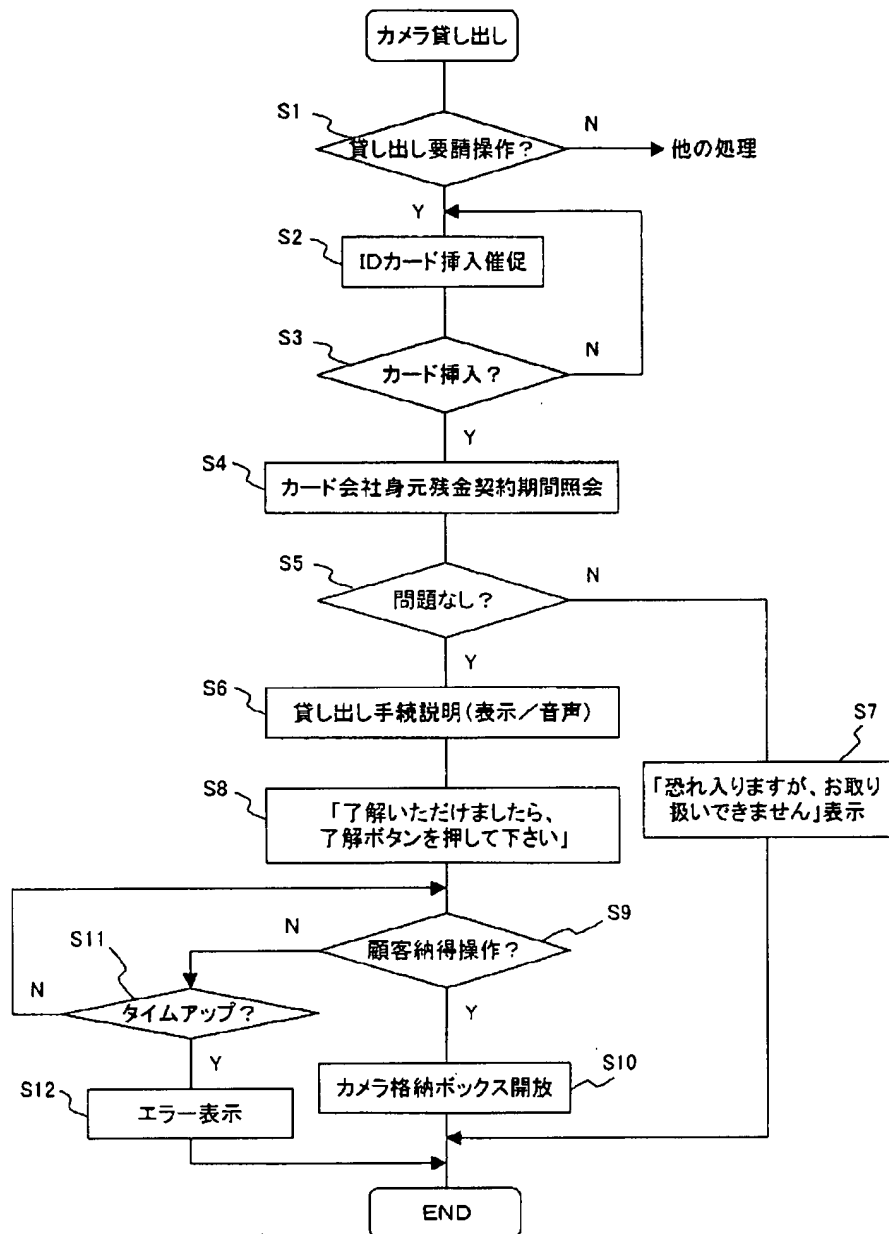 カメラ貸し出し
S1
N
貸し出し要請操作？
他の処理
Y
S2
IDカード挿入催促
S3
N
カード挿入？
Y
S4
カード会社身元残金契約期間照会
S5
N
問題なし？
Y
S6
貸し出し手続説明(表示／音声)
S7
「恐れ入りますが、お取り
扱いできません」表示
S8
「了解いただけましたら、
了解ボタンを押して下さい」
S9
N
顧客納得操作？
S11
N
タイムアップ？
Y
Y
S12
エラー表示
カメラ格納ボックス開放
S10
END